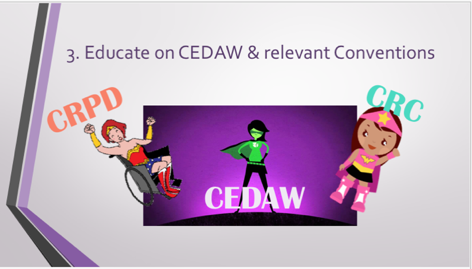 3. Educate on CEDAW & relevant Conventions
CRPD
CRC
CEDAW